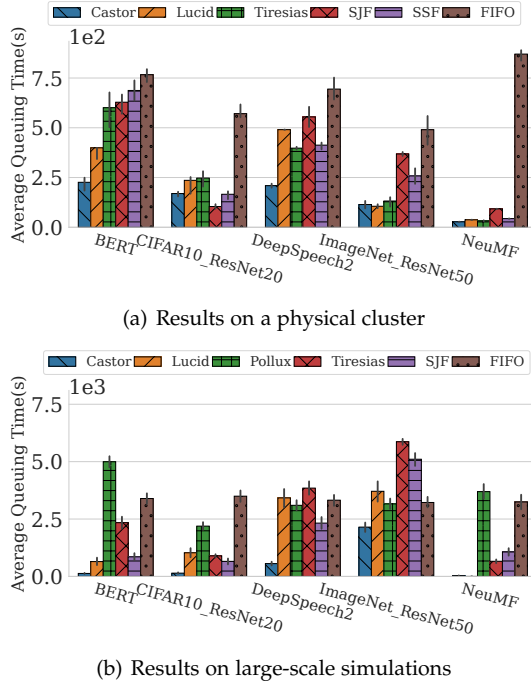 Castor Lucid Tiresias SJF SSF FIFO
1e2
Average Queuing Time(s)
7.5
5.0
2.5
0.0
BERT
CIFAR10_ResNet20
DeepSpeech2
ImageNet_ResNet50
NeuMF
(a) Results on a physical cluster
Castor Lucid Pollux Tiresias SJF FIFO
1e3
Average Queuing Time(s)
7.5
5.0
2.5
0.0
BERT
CIFAR10_ResNet20
DeepSpeech2
ImageNet_ResNet50
NeuMF
(b) Results on large-scale simulations